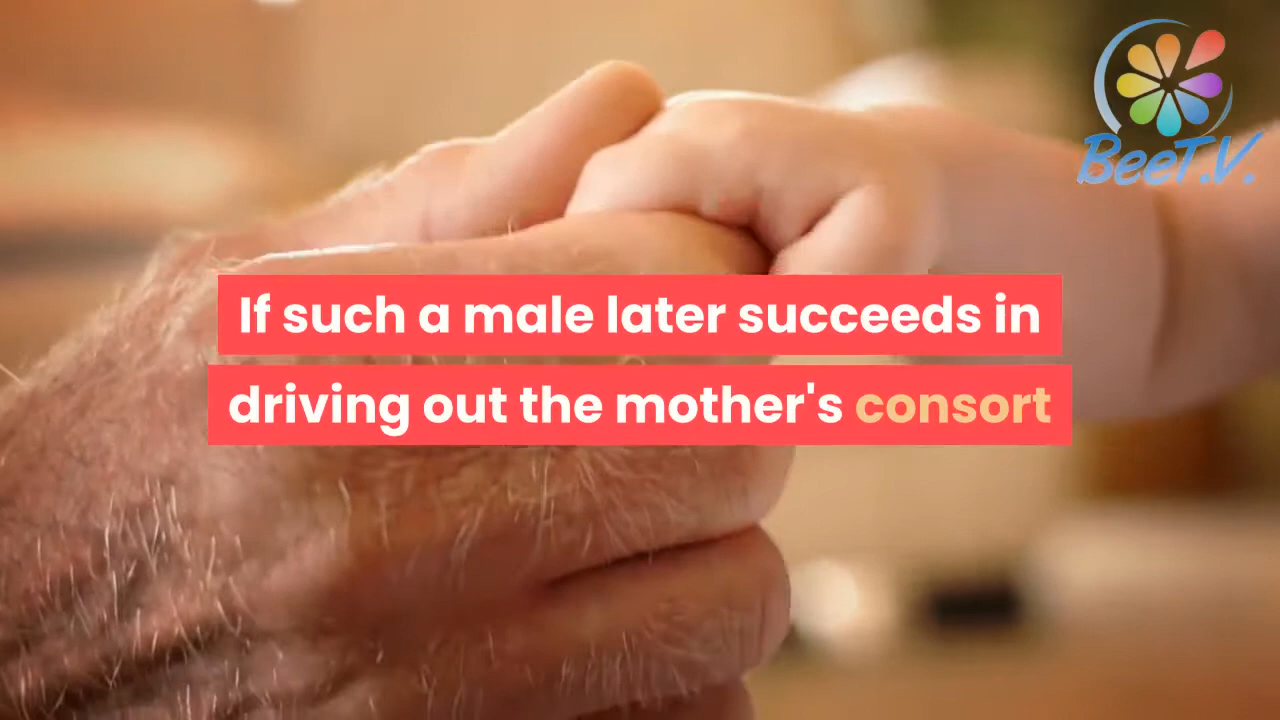 BeeT.V.
If such a male later succeeds in
driving out the mother's consort